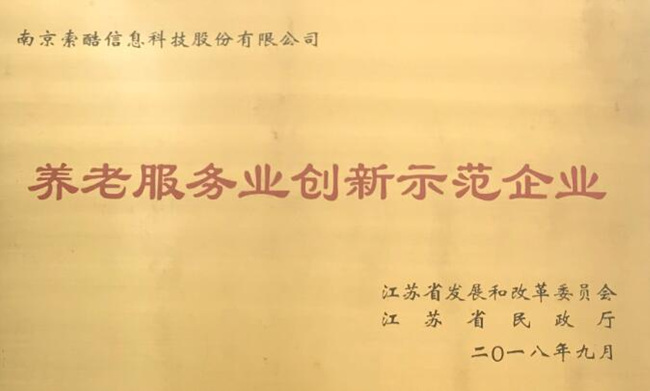 南京索酷信息科技股份有限公司
养老服务业创新示范企业
江苏省发展和改革委员会
江苏省民政厅
二〇一八年九月